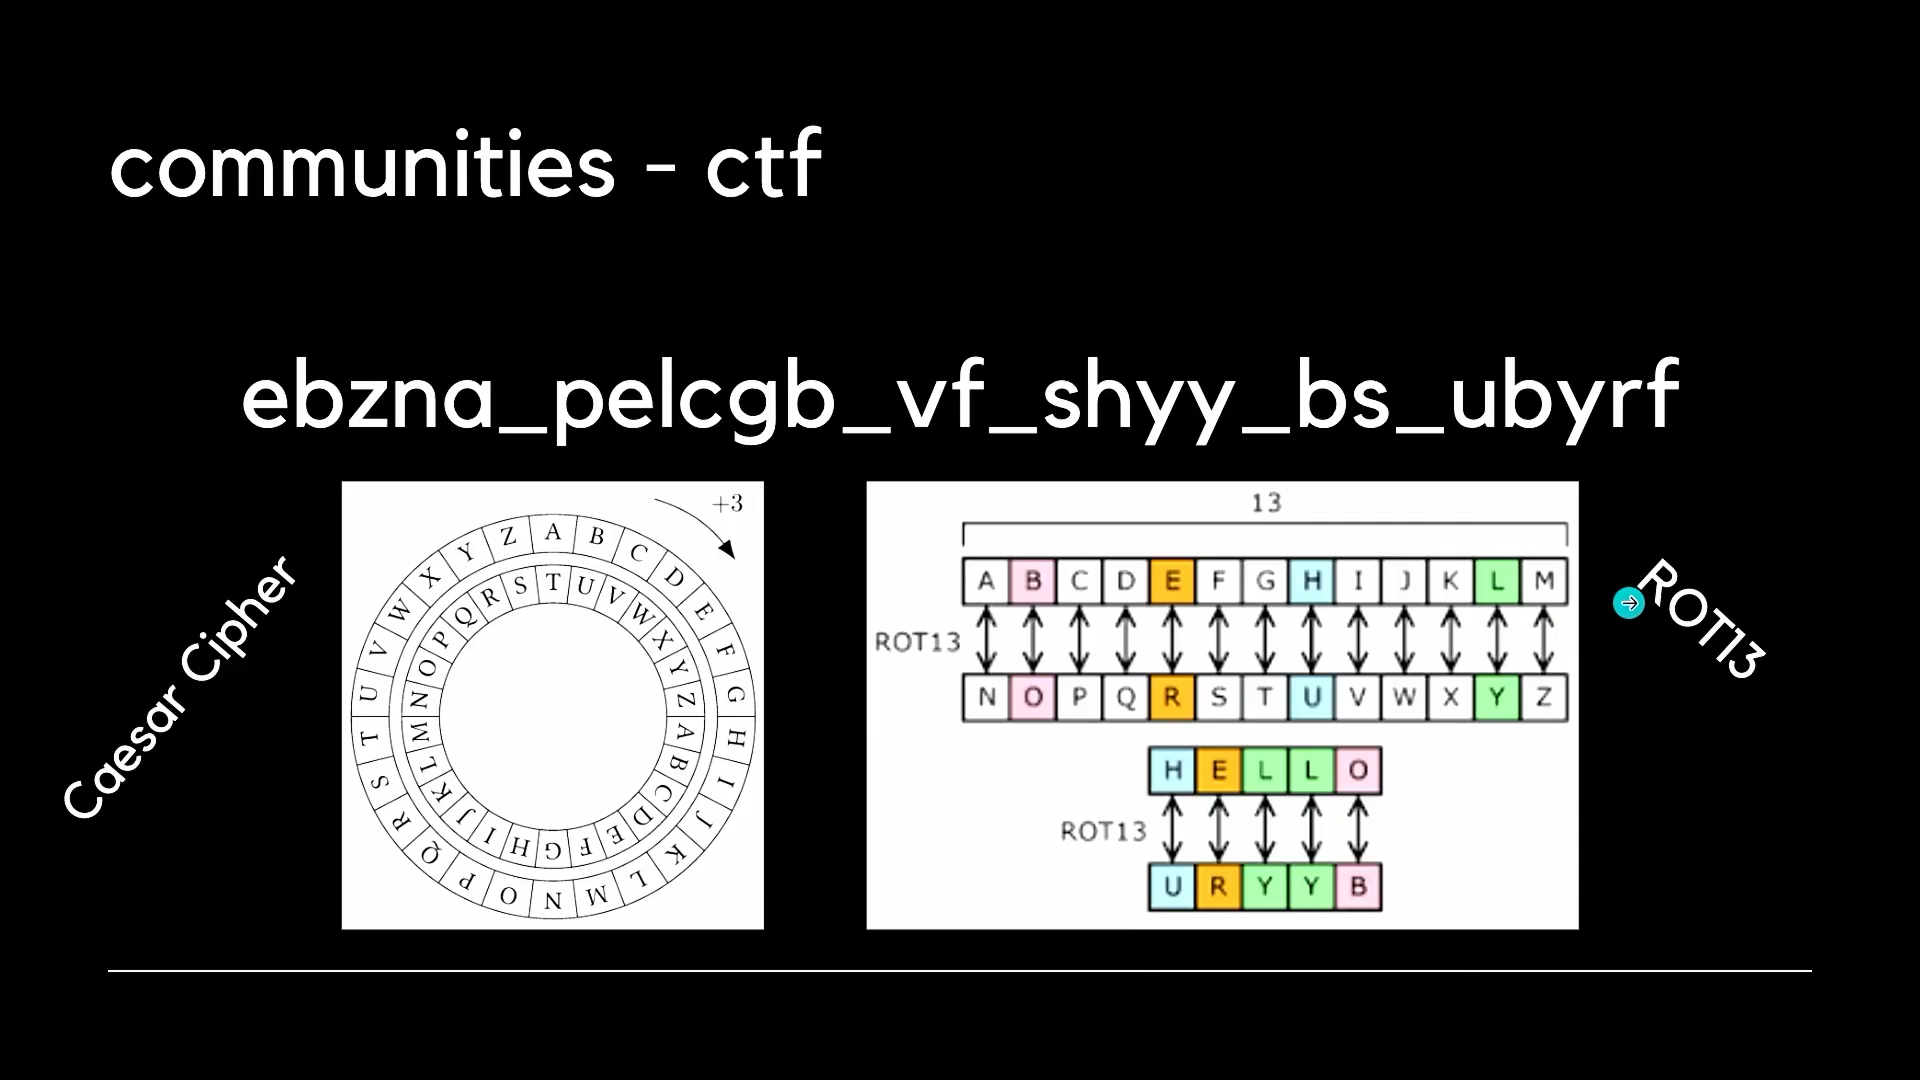 communities - ctf
ebzna_pelcgb_vf_shyy_bs_ubyrf
Caesar Cipher
+3
A B C D E F G H I J K L M N O P Q R S T U V W X Y Z
T U V W X Y Z A B C D E F G H I J K L M N O P Q R S
13
A B C D E F G H I J K L M
ROT13
N O P Q R S T U V W X Y Z
H E L L O
ROT13
U R Y Y B
ROT13